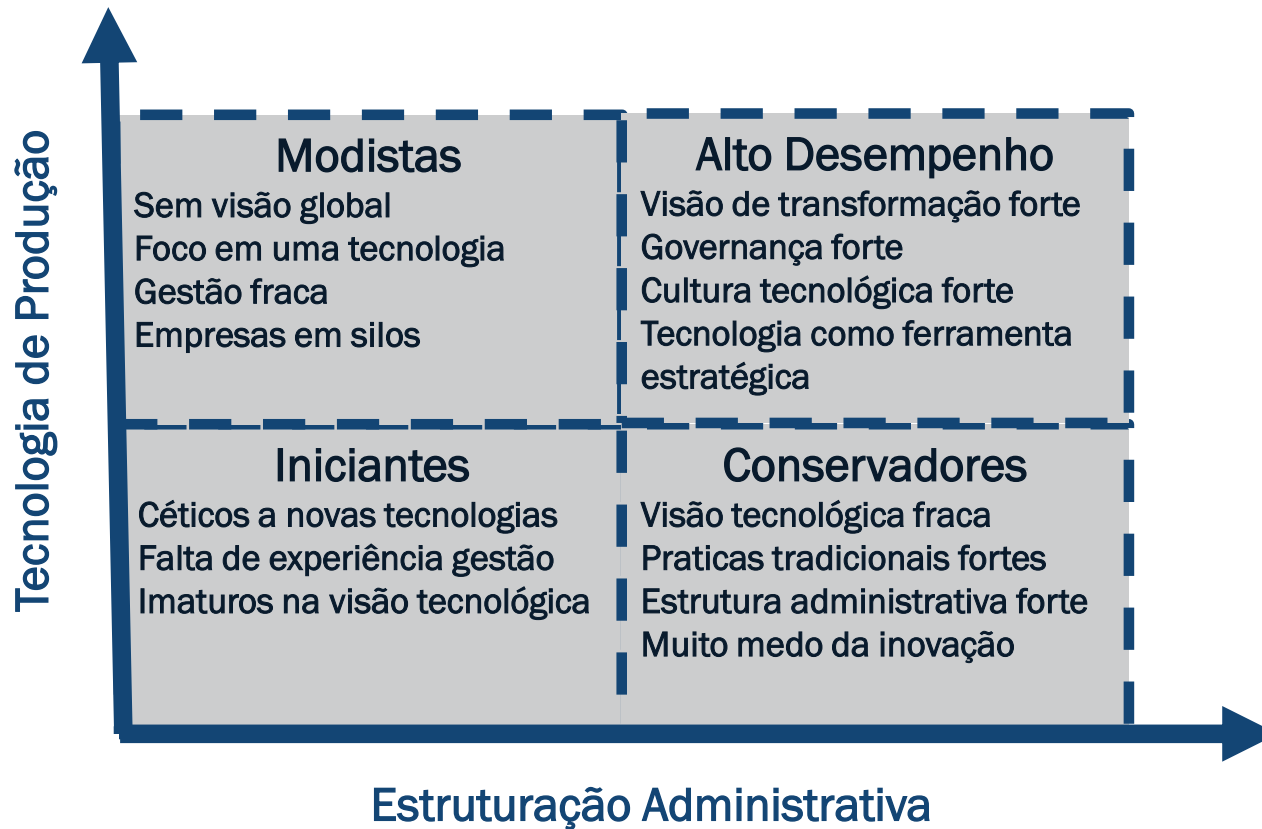 Tecnologia de Produção
Modistas
Sem visão global
Foco em uma tecnologia
Gestão fraca
Empresas em silos
Alto Desempenho
Visão de transformação forte
Governança forte
Cultura tecnológica forte
Tecnologia como ferramenta
estratégica
Iniciantes
Céticos a novas tecnologias
Falta de experiência gestão
Imaturos na visão tecnológica
Conservadores
Visão tecnológica fraca
Praticas tradicionais fortes
Estrutura administrativa forte
Muito medo da inovação
Estruturação Administrativa